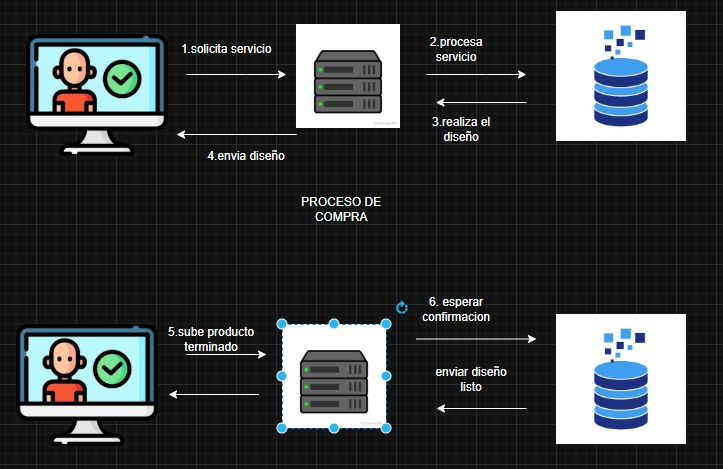 1.solicita servicio
2.procesa
servicio
3.realiza el
diseño
4.envia diseño
PROCESO DE
COMPRA
5.sube producto
terminado
6. esperar
confirmacion
enviar diseño
listo